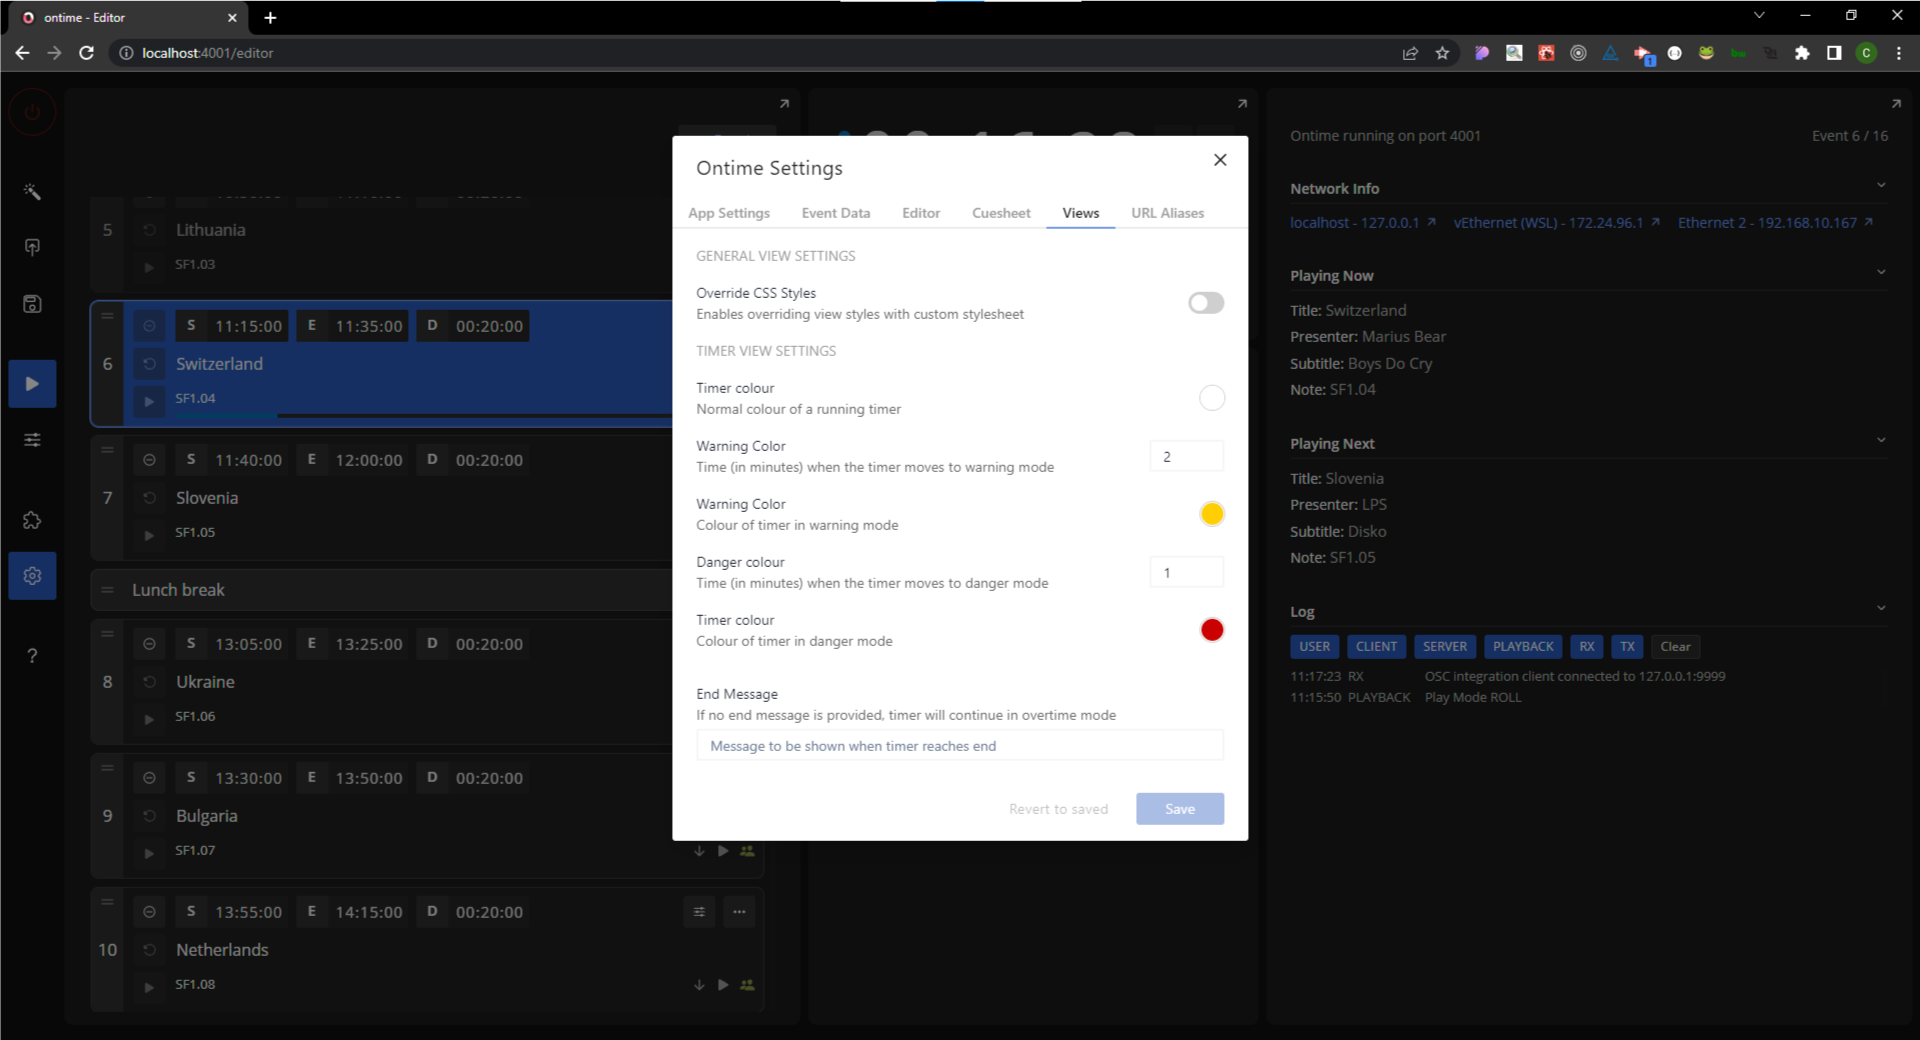 ontime - Editor
localhost:4001/editor
1
C
Ontime running on port 4001
Event 6 / 16
5
Lithuania
SF1.03
6
S 11:15:00 E 11:35:00 D 00:20:00
Switzerland
SF1.04
7
S 11:40:00 E 12:00:00 D 00:20:00
Slovenia
SF1.05
Lunch break
8
S 13:05:00 E 13:25:00 D 00:20:00
Ukraine
SF1.06
9
S 13:30:00 E 13:50:00 D 00:20:00
Bulgaria
SF1.07
10
S 13:55:00 E 14:15:00 D 00:20:00
Netherlands
SF1.08
Ontime Settings
App Settings Event Data Editor Cuesheet Views URL Aliases
GENERAL VIEW SETTINGS
Override CSS Styles
Enables overriding view styles with custom stylesheet
TIMER VIEW SETTINGS
Timer colour
Normal colour of a running timer
Warning Color
Time (in minutes) when the timer moves to warning mode
2
Warning Color
Colour of timer in warning mode
Danger colour
Time (in minutes) when the timer moves to danger mode
1
Timer colour
Colour of timer in danger mode
End Message
If no end message is provided, timer will continue in overtime mode
Message to be shown when timer reaches end
Revert to saved Save
Network Info
localhost - 127.0.0.1 vEthernet (WSL) - 172.24.96.1 Ethernet 2 - 192.168.10.167
Playing Now
Title: Switzerland
Presenter: Marius Bear
Subtitle: Boys Do Cry
Note: SF1.04
Playing Next
Title: Slovenia
Presenter: LPS
Subtitle: Disko
Note: SF1.05
Log
USER CLIENT SERVER PLAYBACK RX TX Clear
11:17:23 RX OSC integration client connected to 127.0.0.1:9999
11:15:50 PLAYBACK Play Mode ROLL